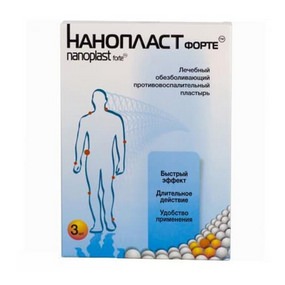 НАНОПЛАСТ ФОРТЕ
nanoplast forte
Лечебный
обезболивающий
противовоспалительный
пластырь
Быстрый
эффект
Длительное
действие
Удобство
применения
3